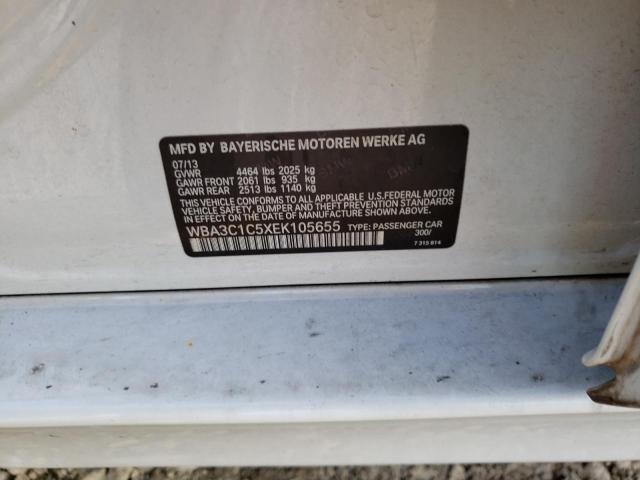 MFD BY BAYERISCHE MOTOREN WERKE AG
07/13
GVWR 4464 lbs 2025 kg
GAWR FRONT 2061 lbs 935 kg
GAWR REAR 2513 lbs 1140 kg
THIS VEHICLE CONFORMS TO ALL APPLICABLE U.S.FEDERAL MOTOR
VEHICLE SAFETY, BUMPER AND THEFT PREVENTION STANDARDS
IN EFFECT ON THE DATE OF MANUFACTURE SHOWN ABOVE.
WBA3C1C5XEK105655 TYPE: PASSENGER CAR
300/
7 315 814